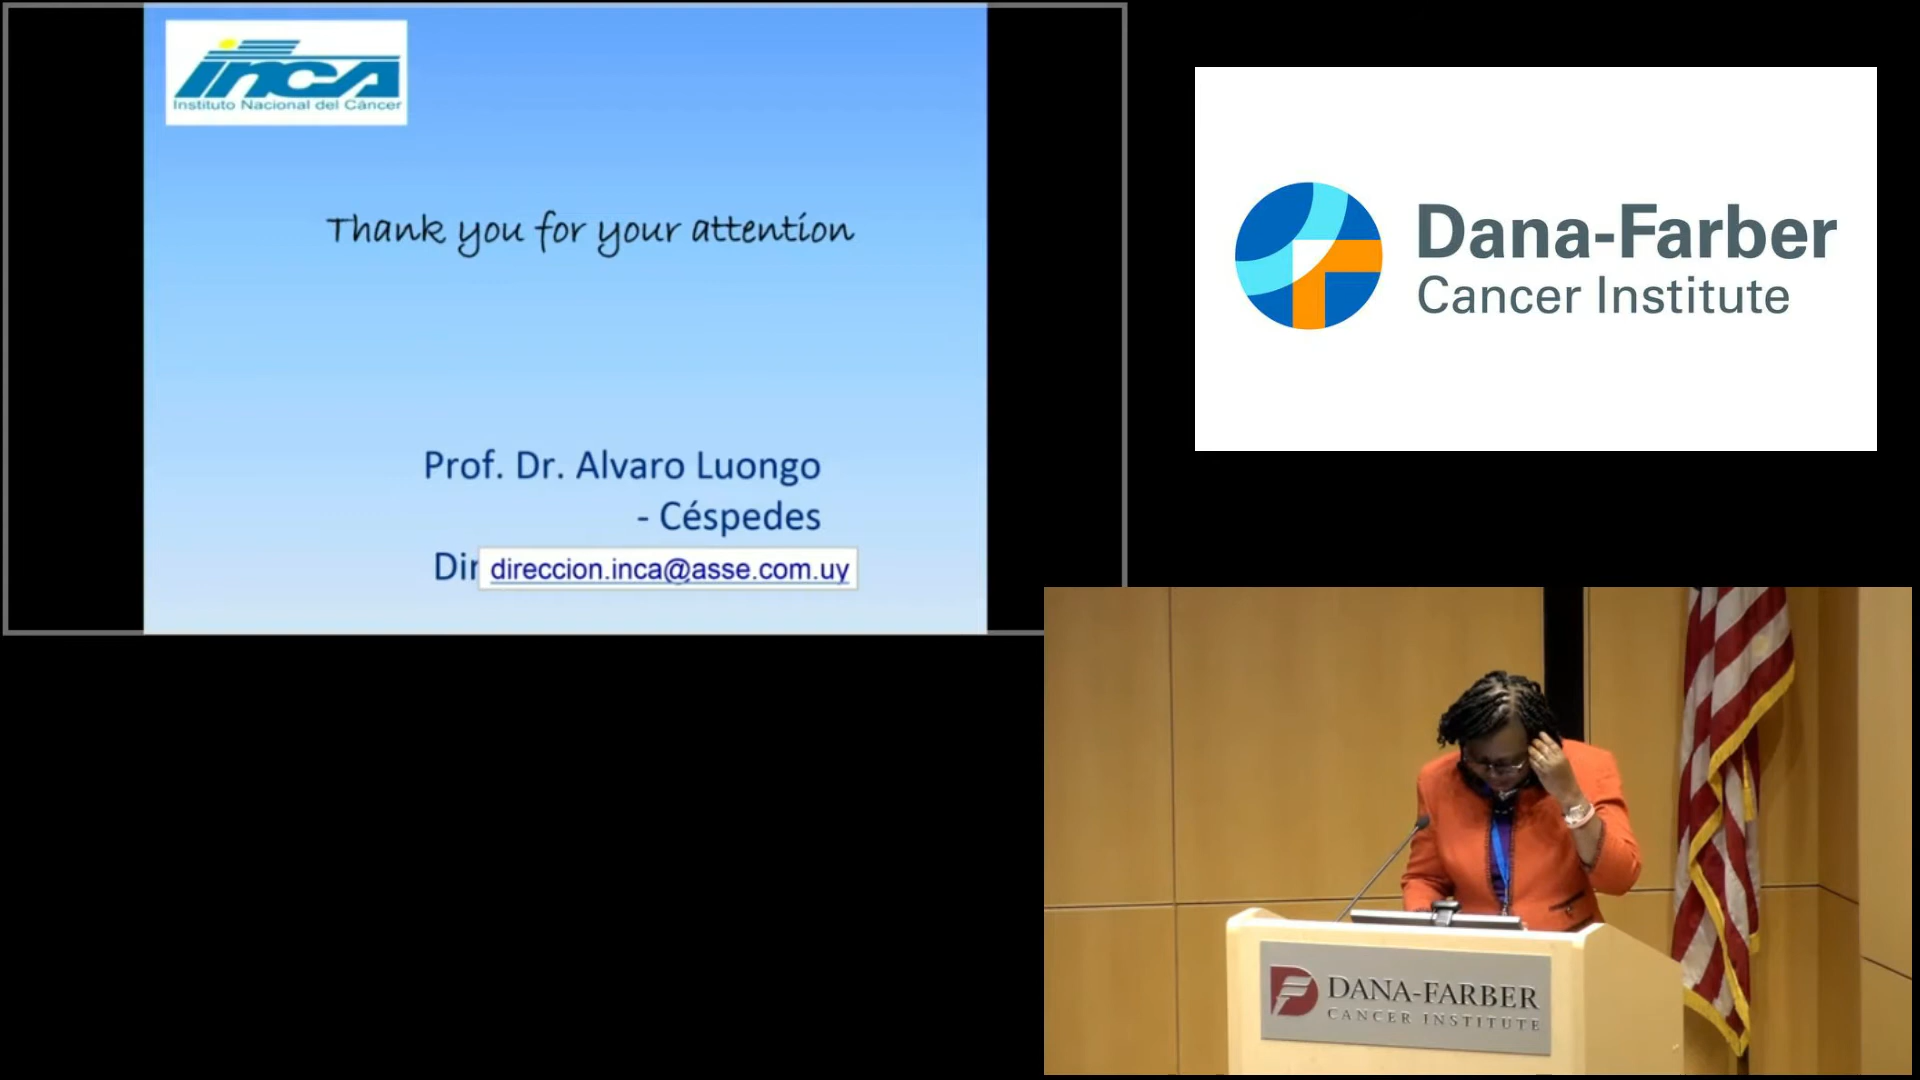 inca
Instituto Nacional del Câncer
Thank you for your attention
Prof. Dr. Alvaro Luongo
- Céspedes
Dir
direccion.inca@asse.com.uy
Dana-Farber
Cancer Institute
DANA-FARBER
CANCER INSTITUTE